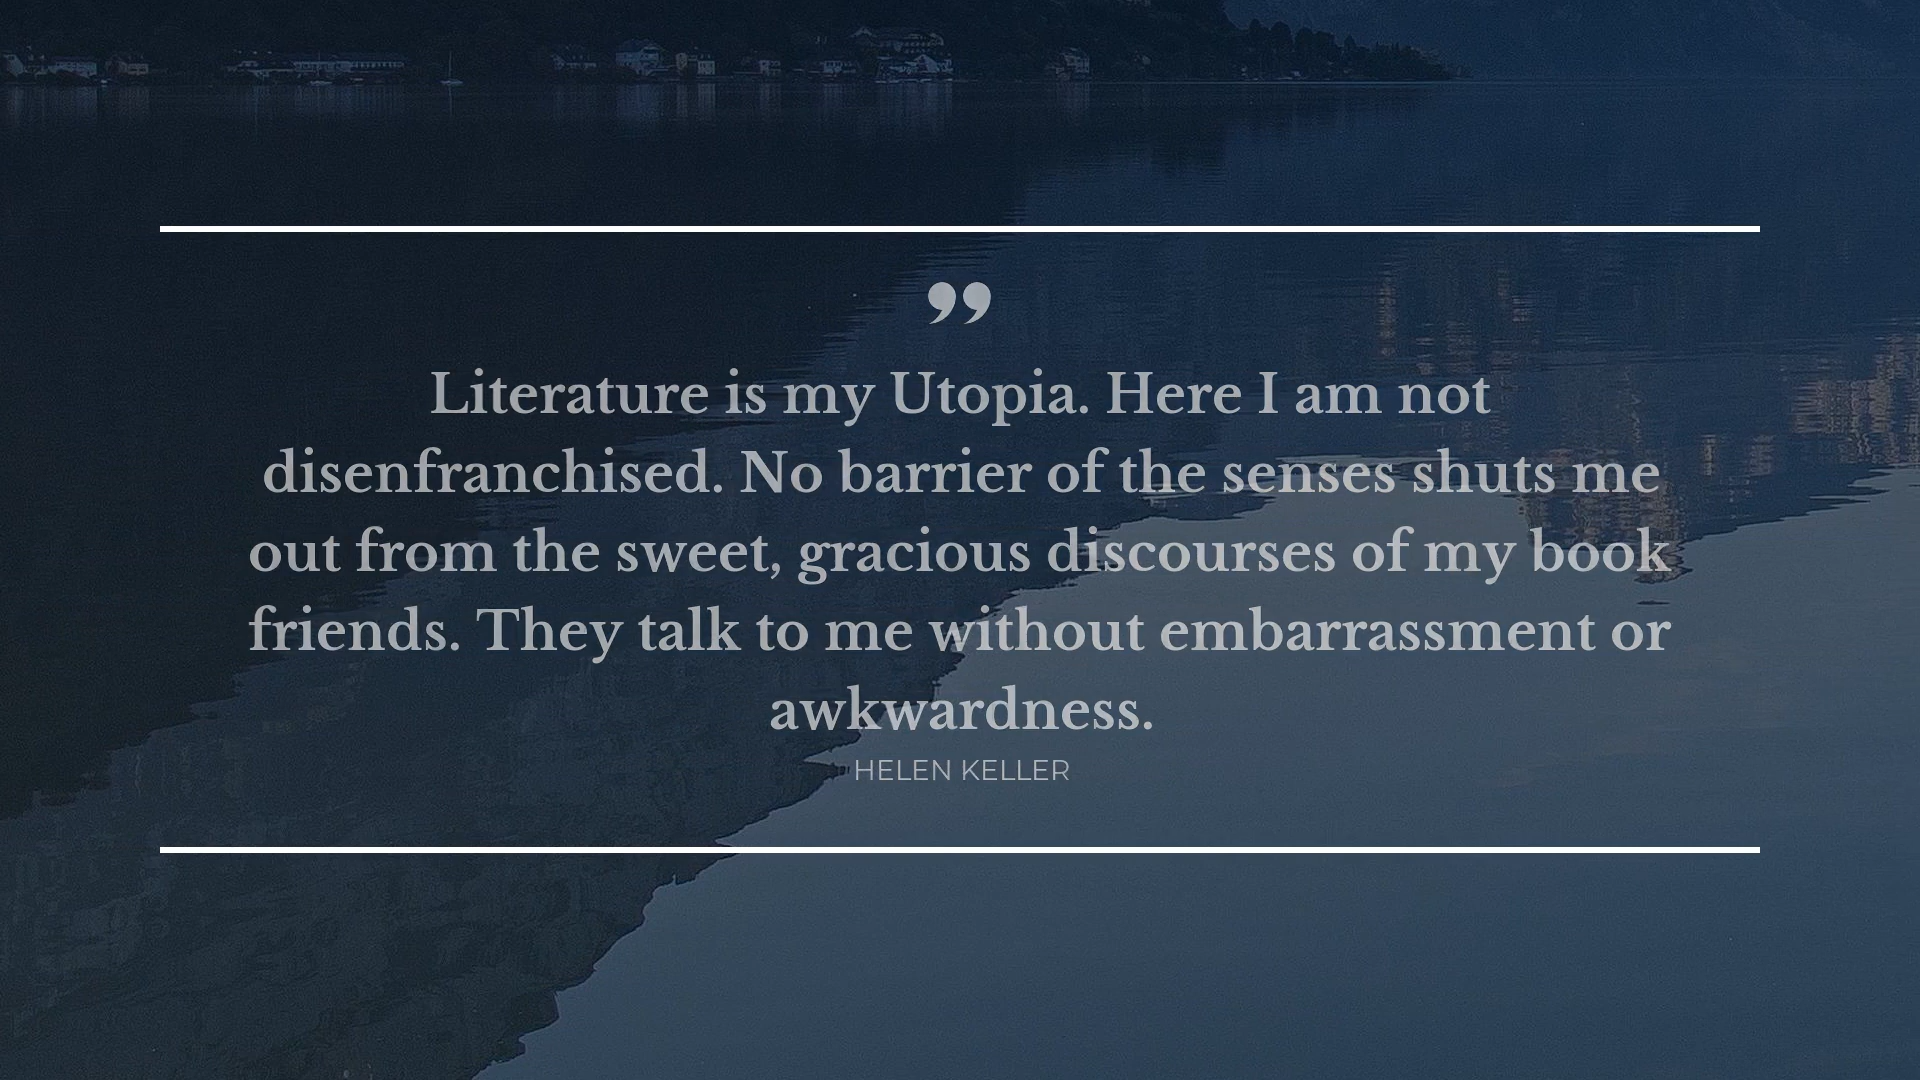 ”
Literature is my Utopia. Here I am not
disenfranchised. No barrier of the senses shuts me
out from the sweet, gracious discourses of my book
friends. They talk to me without embarrassment or
awkwardness.
HELEN KELLER